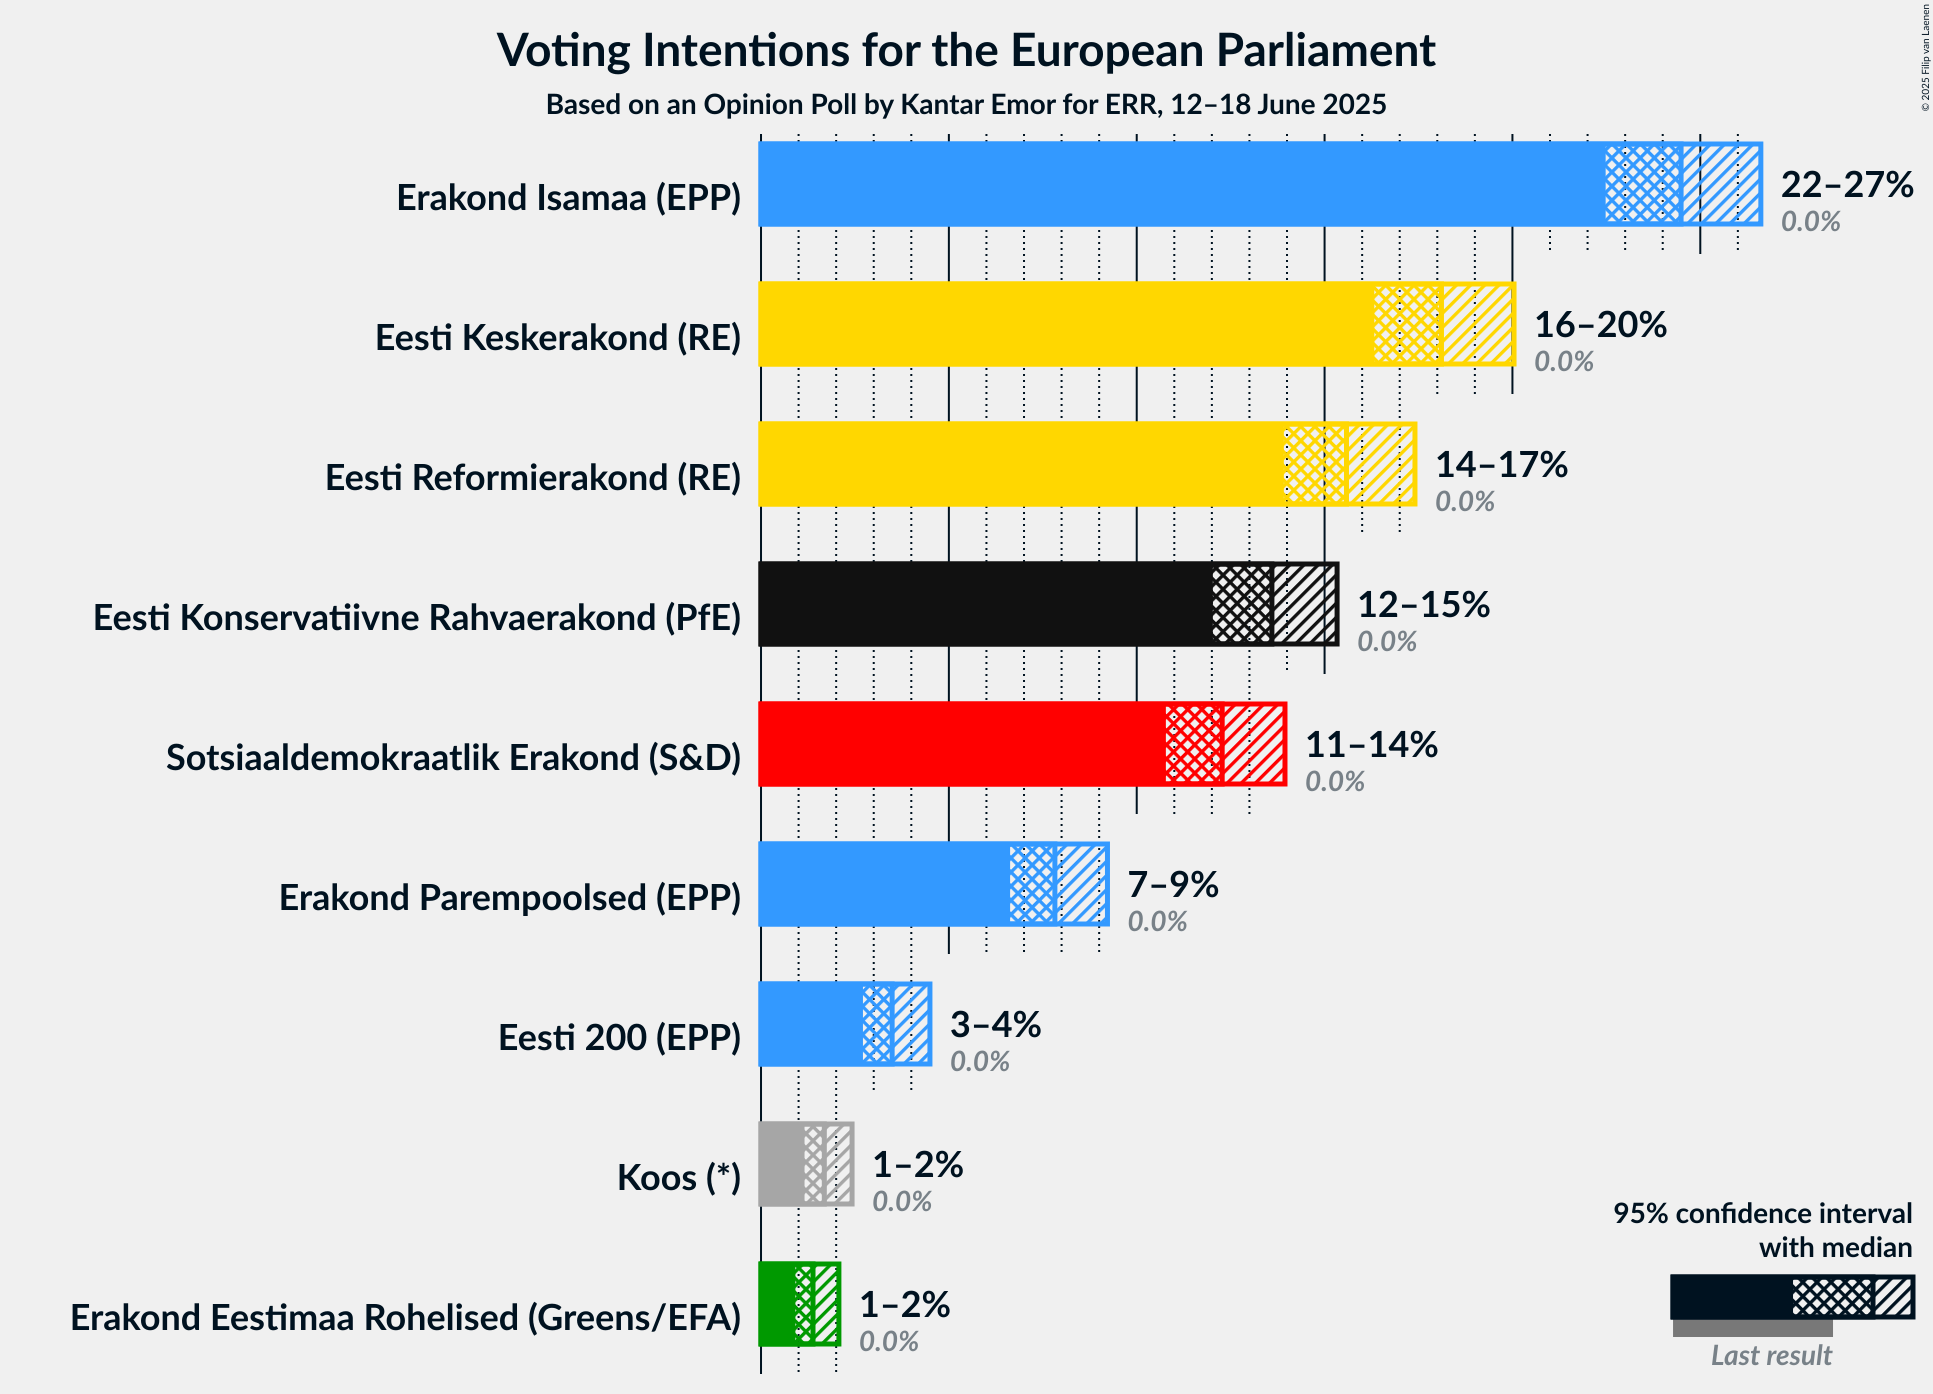 Voting Intentions for the European Parliament
Based on an Opinion Poll by Kantar Emor for ERR, 12–18 June 2025
© 2025 Filip van Laenen
Erakond Isamaa (EPP)
22–27%
0.0%
Eesti Keskerakond (RE)
16–20%
0.0%
Eesti Reformierakond (RE)
14–17%
0.0%
Eesti Konservatiivne Rahvaerakond (PfE)
12–15%
0.0%
Sotsiaaldemokraatlik Erakond (S&D)
11–14%
0.0%
Erakond Parempoolsed (EPP)
7–9%
0.0%
Eesti 200 (EPP)
3–4%
0.0%
Koos (*)
1–2%
0.0%
Erakond Eestimaa Rohelised (Greens/EFA)
1–2%
0.0%
95% confidence interval
with median
Last result